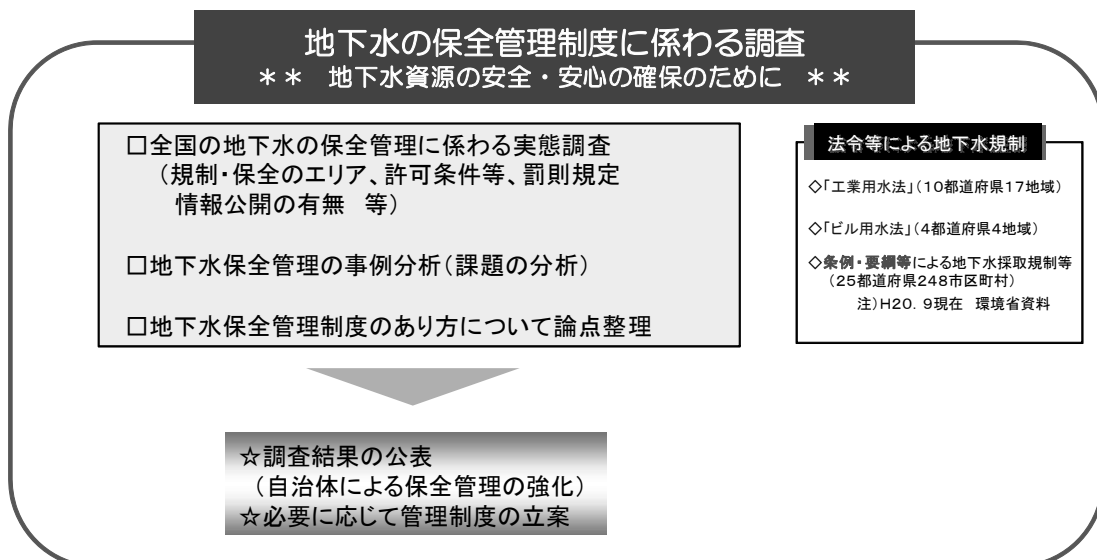 地下水の保全管理制度に係わる調査
＊＊　地下水資源の安全・安心の確保のために　＊＊
□全国の地下水の保全管理に係わる実態調査
（規制・保全のエリア、許可条件等、罰則規定
情報公開の有無　等）
□地下水保全管理の事例分析（課題の分析）
□地下水保全管理制度のあり方について論点整理
法令等による地下水規制
◇「工業用水法」（10都道府県17地域）
◇「ビル用水法」（4都道府県4地域）
◇条例・要綱等による地下水採取規制等
（25都道府県248市区町村）
注）H20．9現在　環境省資料
☆調査結果の公表
（自治体による保全管理の強化）
☆必要に応じて管理制度の立案